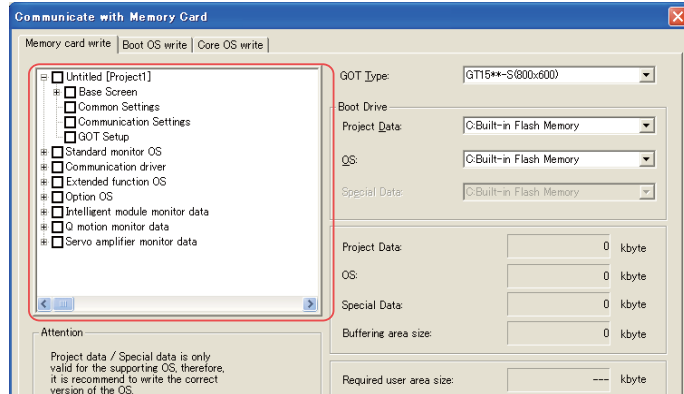 Communicate with Memory Card
Memory card write | Boot OS write | Core OS write
Untitled [Project1]
Base Screen
Common Settings
Communication Settings
GOT Setup
Standard monitor OS
Communication driver
Extended function OS
Option OS
Intelligent module monitor data
Q motion monitor data
Servo amplifier monitor data
Attention
Project data / Special data is only
valid for the supporting OS, therefore,
it is recommend to write the correct
version of the OS.
GOT Type: GT15**-S(800x600)
Boot Drive
Project Data: C:Built-in Flash Memory
OS: C:Built-in Flash Memory
Special Data: C:Built-in Flash Memory
Project Data: 0 kbyte
OS: 0 kbyte
Special Data: 0 kbyte
Buffering area size: 0 kbyte
Required user area size: --- kbyte